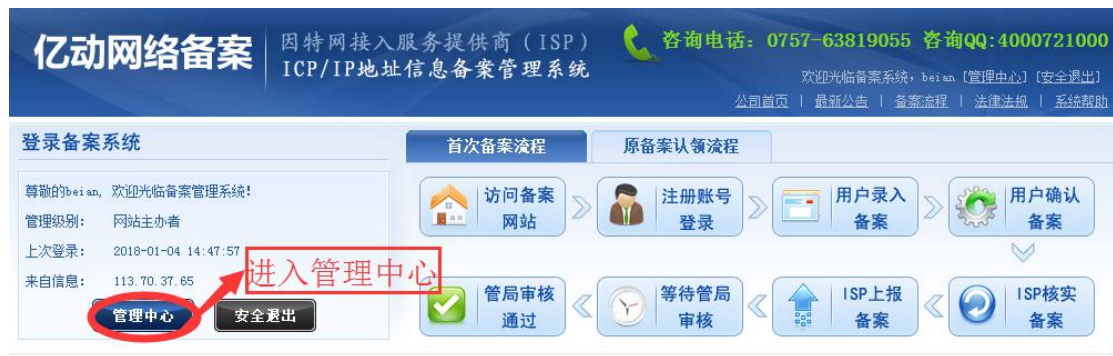 亿动网络备案
因特网接入服务提供商（ISP）
ICP/IP地址信息备案管理系统
咨询电话：0757-63819055 咨询QQ:4000721000
欢迎光临备案系统，beian [管理中心] [安全退出]
公司首页 | 最新公告 | 备案流程 | 法律法规 | 系统帮助
登录备案系统
首次备案流程
原备案认领流程
尊敬的beian，欢迎光临备案管理系统！
管理级别： 网站主办者
上次登录： 2018-01-04 14:47:57
来自信息： 113.70.37.65
管理中心
安全退出
进入管理中心
访问备案
网站
注册账号
登录
用户录入
备案
用户确认
备案
管局审核
通过
等待管局
审核
ISP上报
备案
ISP核实
备案